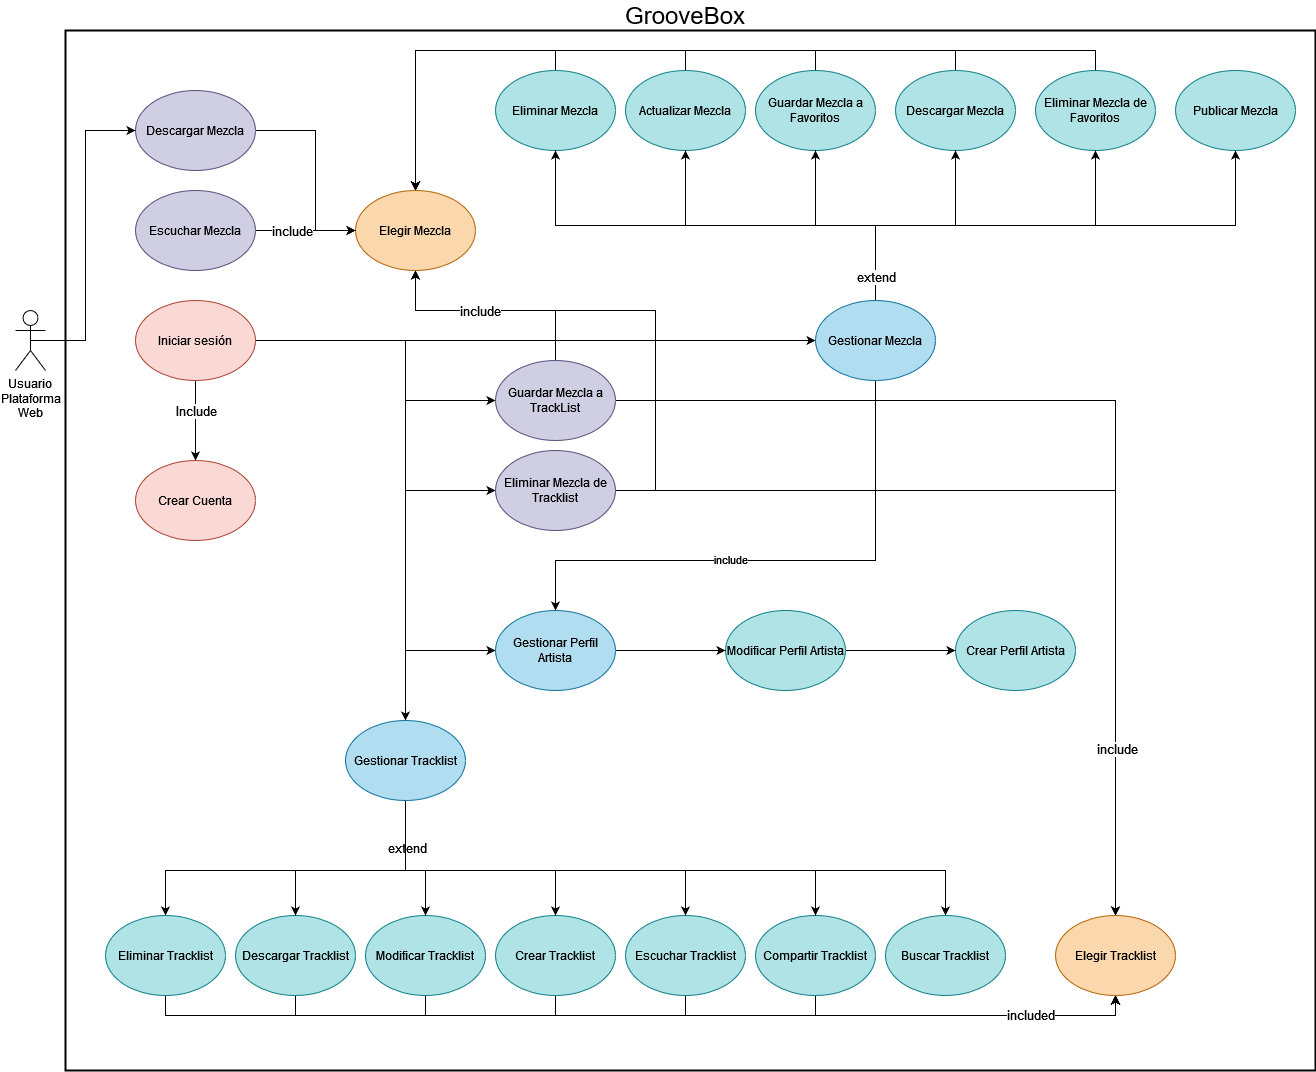 GrooveBox
Eliminar Mezcla
Actualizar Mezcla
Guardar Mezcla a
Favoritos
Descargar Mezcla
Eliminar Mezcla de
Favoritos
Publicar Mezcla
Descargar Mezcla
Escuchar Mezcla
include
Elegir Mezcla
extend
include
Iniciar sesión
Gestionar Mezcla
Usuario
Plataforma
Web
Include
Guardar Mezcla a
TrackList
Eliminar Mezcla de
Tracklist
Crear Cuenta
include
Gestionar Perfil
Artista
Modificar Perfil Artista
Crear Perfil Artista
include
Gestionar Tracklist
extend
Eliminar Tracklist
Descargar Tracklist
Modificar Tracklist
Crear Tracklist
Escuchar Tracklist
Compartir Tracklist
Buscar Tracklist
Elegir Tracklist
included